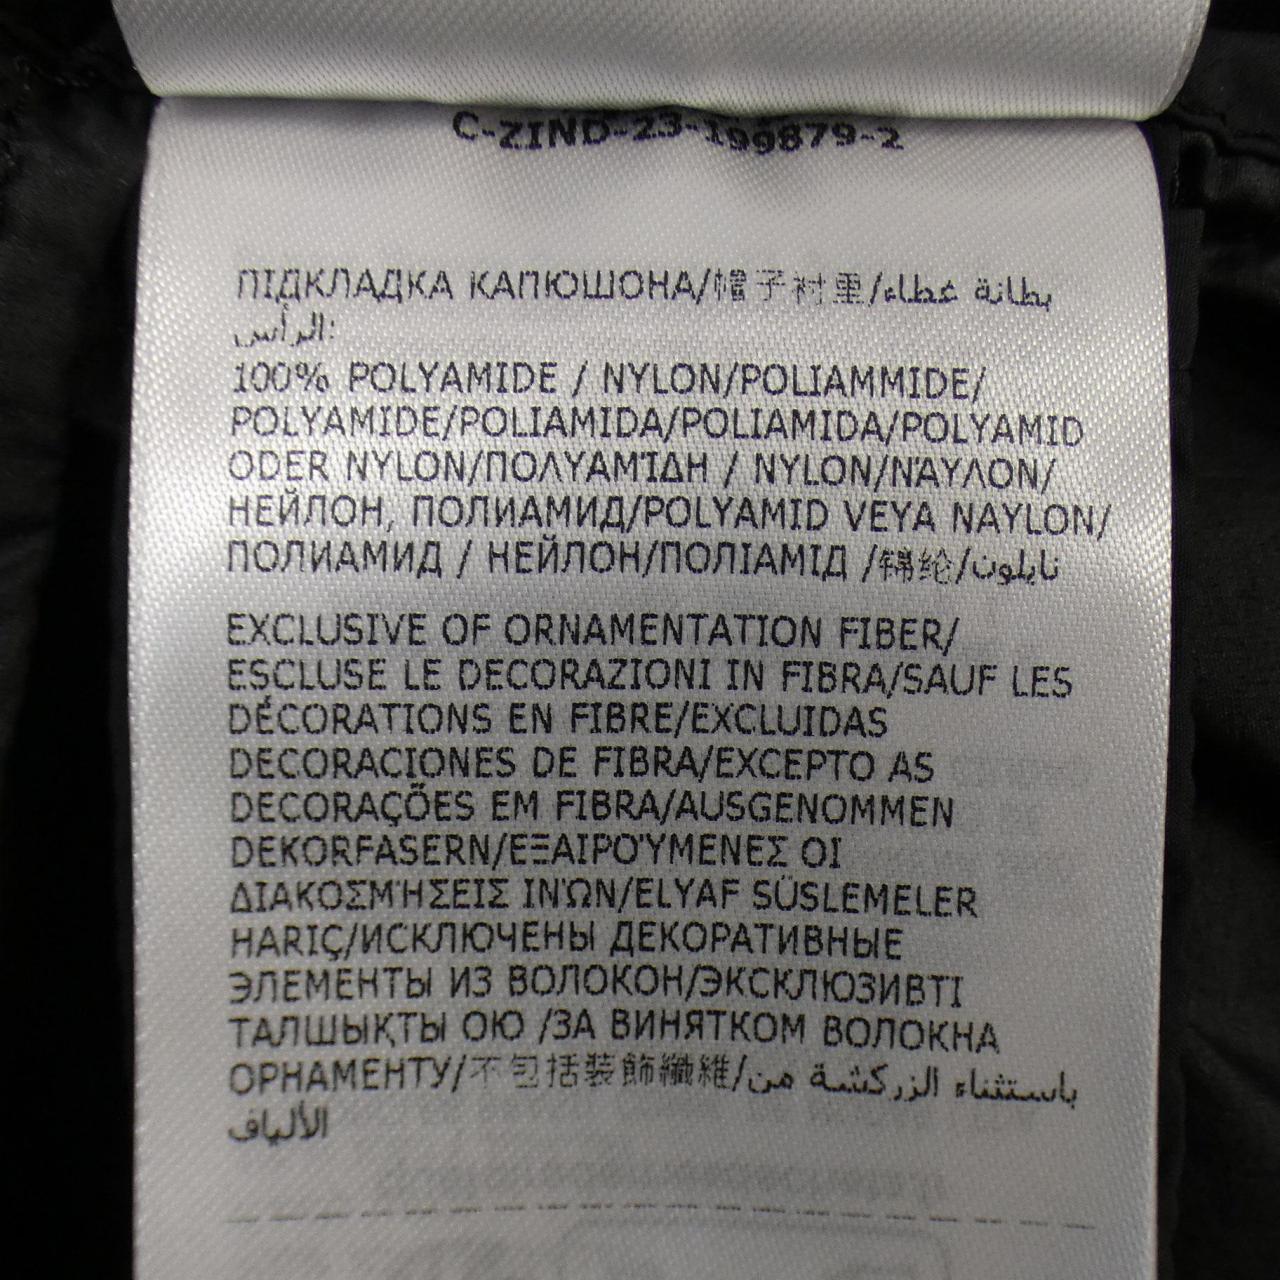 C-ZIND-23-199879-2
ПІДКЛАДКА КАПЮШОНА/帽子衬里/بطانة غطاء
الرأس:
100% POLYAMIDE / NYLON/POLIAMMIDE/
POLYAMIDE/POLIAMIDA/POLIAMIDA/POLYAMID
ODER NYLON/ΠΟΛΥΑΜΊΔΗ / NYLON/ΝΆΥΛΟΝ/
НЕЙЛОН, ПОЛИАМИД/POLYAMID VEYA NAYLON/
ПОЛИАМИД / НЕЙЛОН/ПОЛІАМІД /锦纶/نايلون
EXCLUSIVE OF ORNAMENTATION FIBER/
ESCLUSE LE DECORAZIONI IN FIBRA/SAUF LES
DÉCORATIONS EN FIBRE/EXCLUIDAS
DECORACIONES DE FIBRA/EXCEPTO AS
DECORAÇÕES EM FIBRA/AUSGENOMMEN
DEKORFASERN/ΕΞΑΙΡΟΎΜΕΝΕΣ ΟΙ
ΔΙΑΚΟΣΜΉΣΕΙΣ ΙΝΏΝ/ELYAF SÜSLEMELER
HARIÇ/ИСКЛЮЧЕНЫ ДЕКОРАТИВНЫЕ
ЭЛЕМЕНТЫ ИЗ ВОЛОКОН/ЭКСКЛЮЗИВТІ
ТАЛШЫҚТЫ ОЮ /ЗА ВИНЯТКОМ ВОЛОКНА
ОРНАМЕНТУ/不包括装飾纖維/باستثناء الزركشة من
الألياف